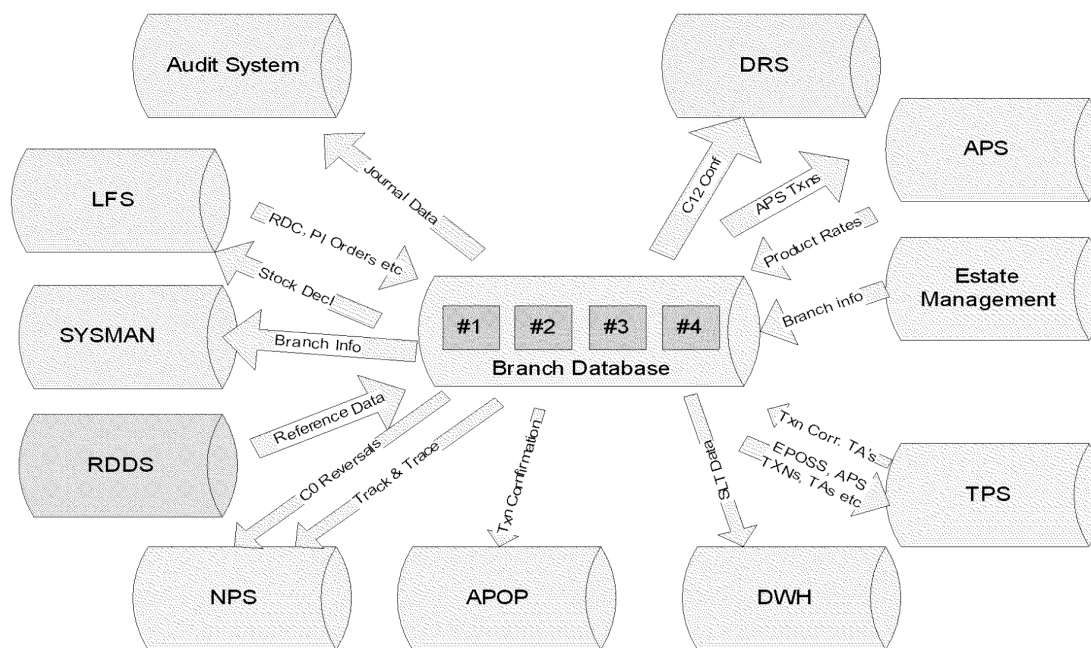 Audit System
DRS
APS
LFS
Journal Data
C12 Conf
APS Txns
RDC, PI Orders etc
Product Rates
Stock Decl
Estate
Management
SYSMAN
Branch Info
#1 #2 #3 #4
Branch Database
Branch info
RDDS
Reference Data
C0 Reversals
Track & Trace
Txn Comfirmation
SLT Data
Txn Corr. TA's
EPOSS, APS
TXNs, TAs etc
TPS
NPS
APOP
DWH